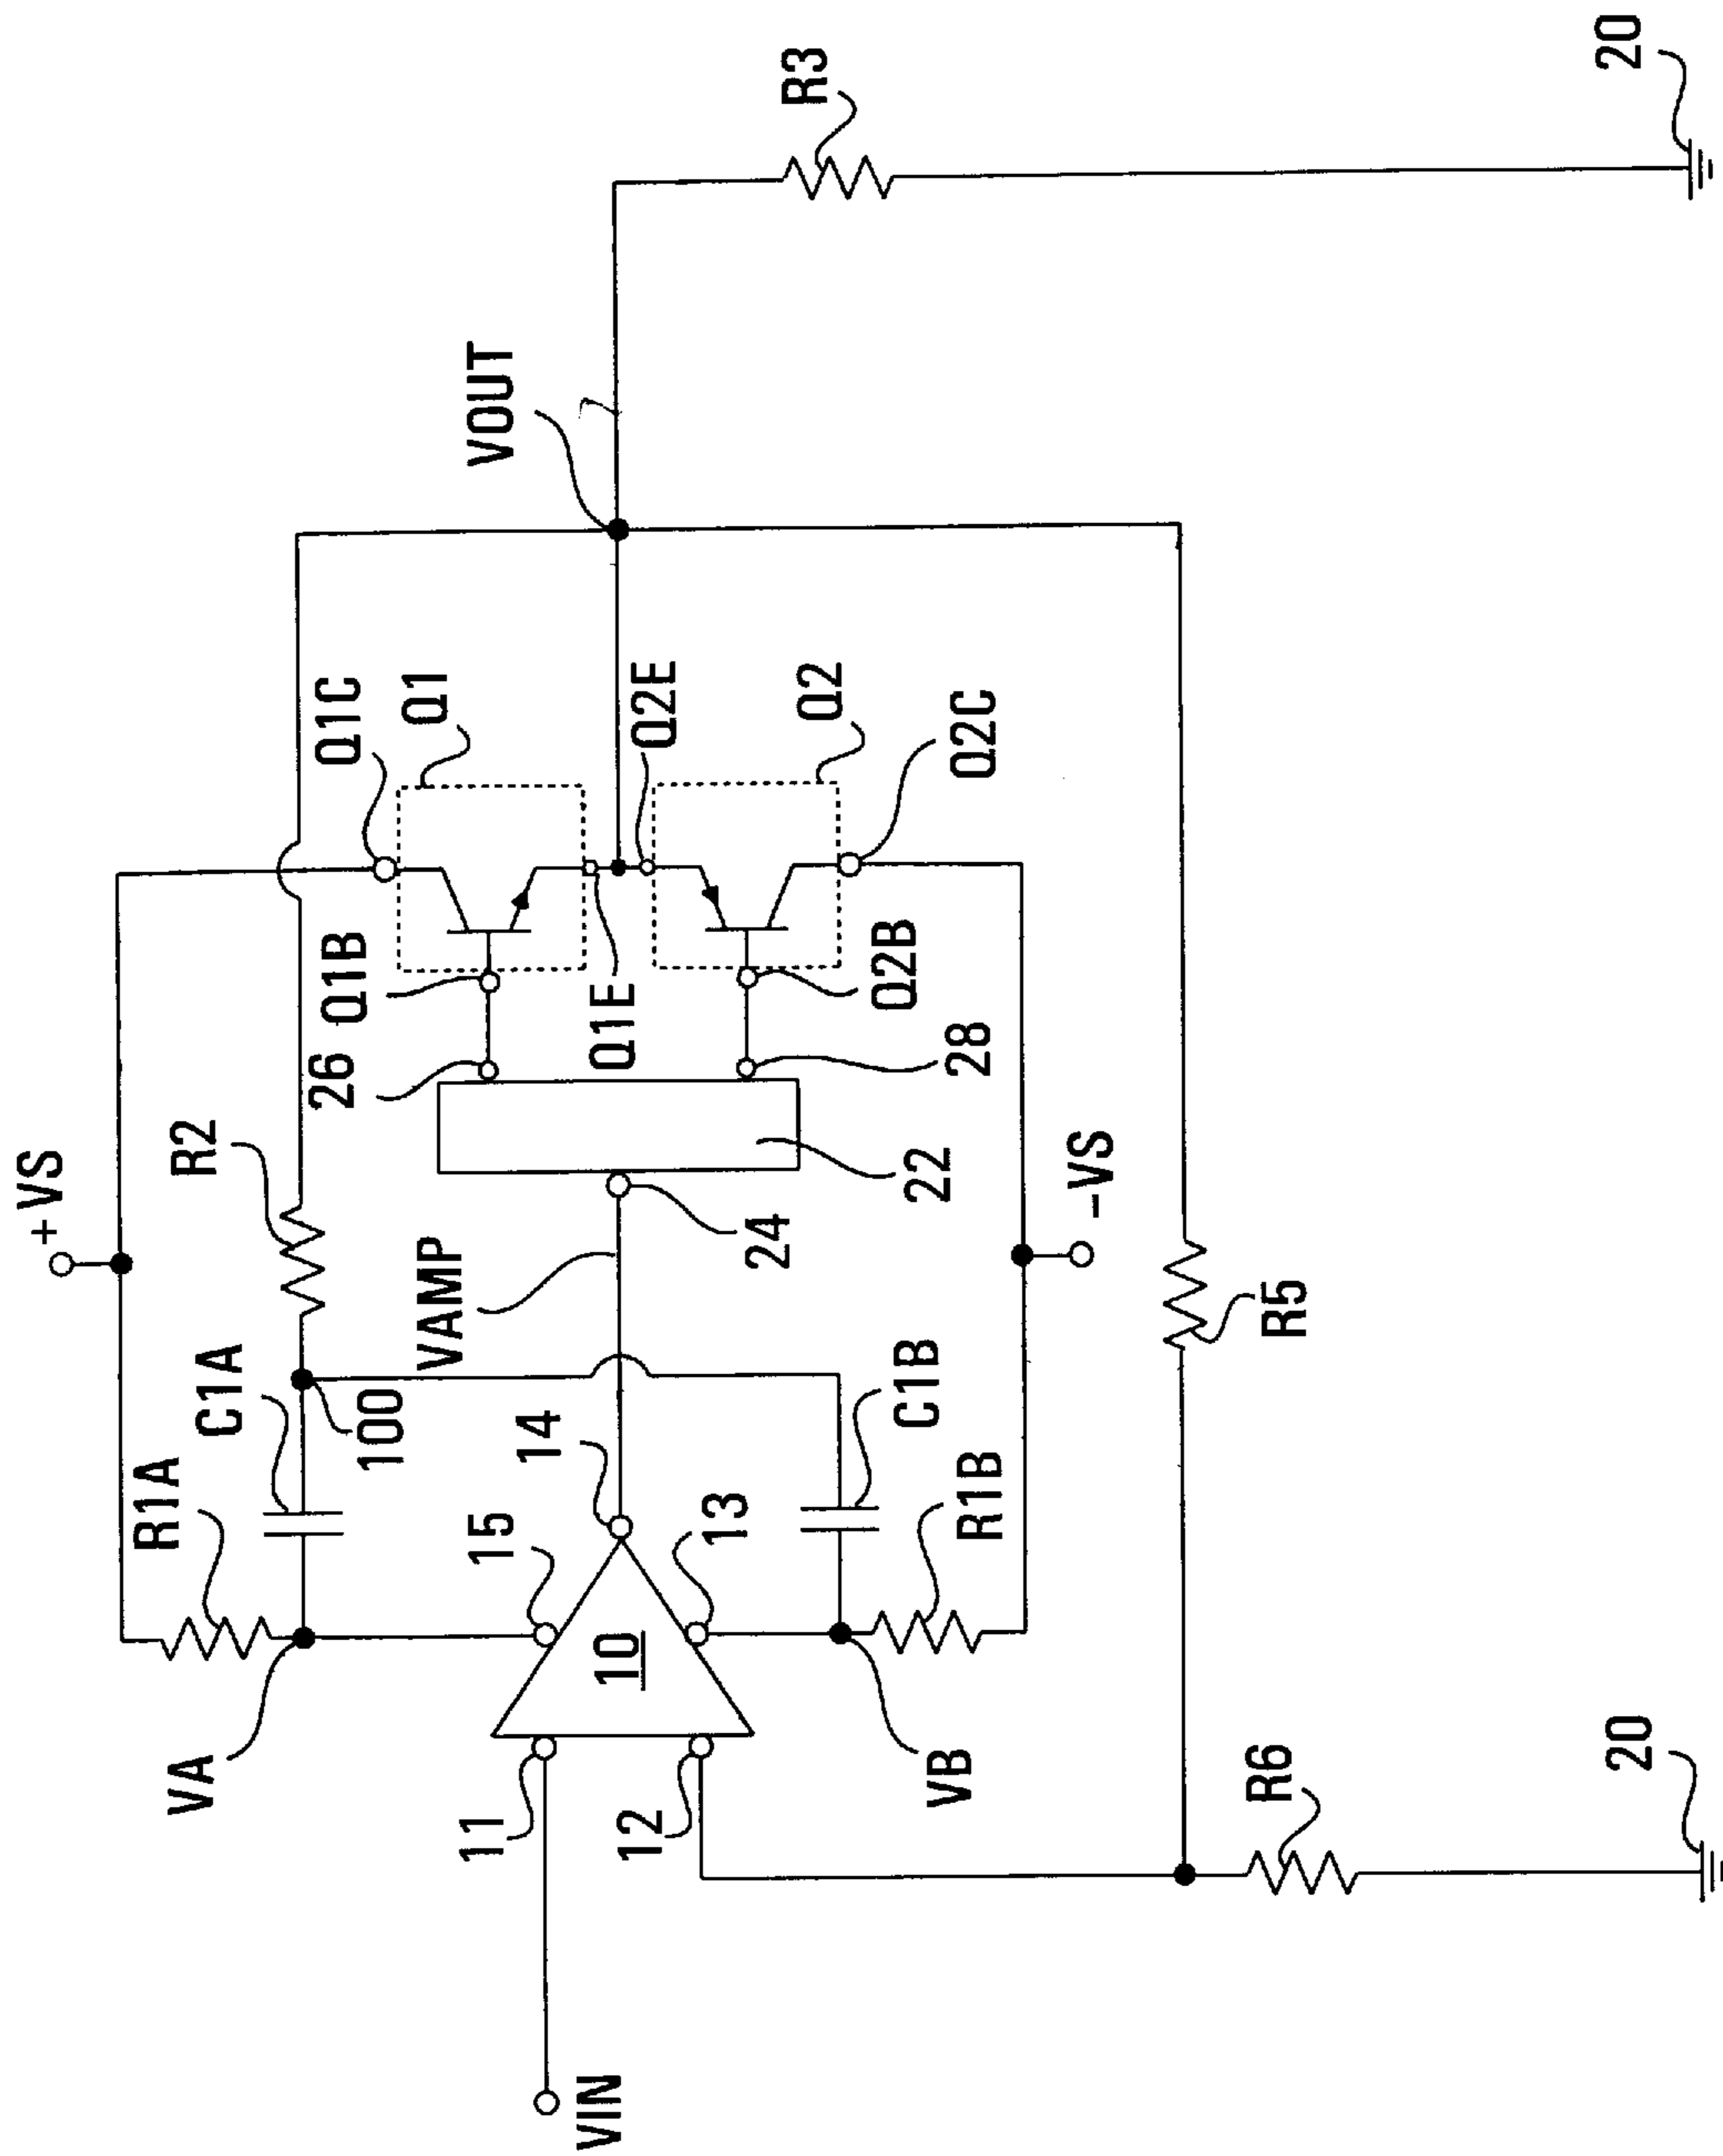 +VS
R1A
C1A
R2
VA
100
Q1C
Q1
26
Q1B
15
14
VAMP
VOUT
11
10
Q1E
Q2E
VIN
12
13
24
R3
VB
C1B
R1B
22
28
Q2B
Q2
Q2C
-VS
R5
R6
20
20